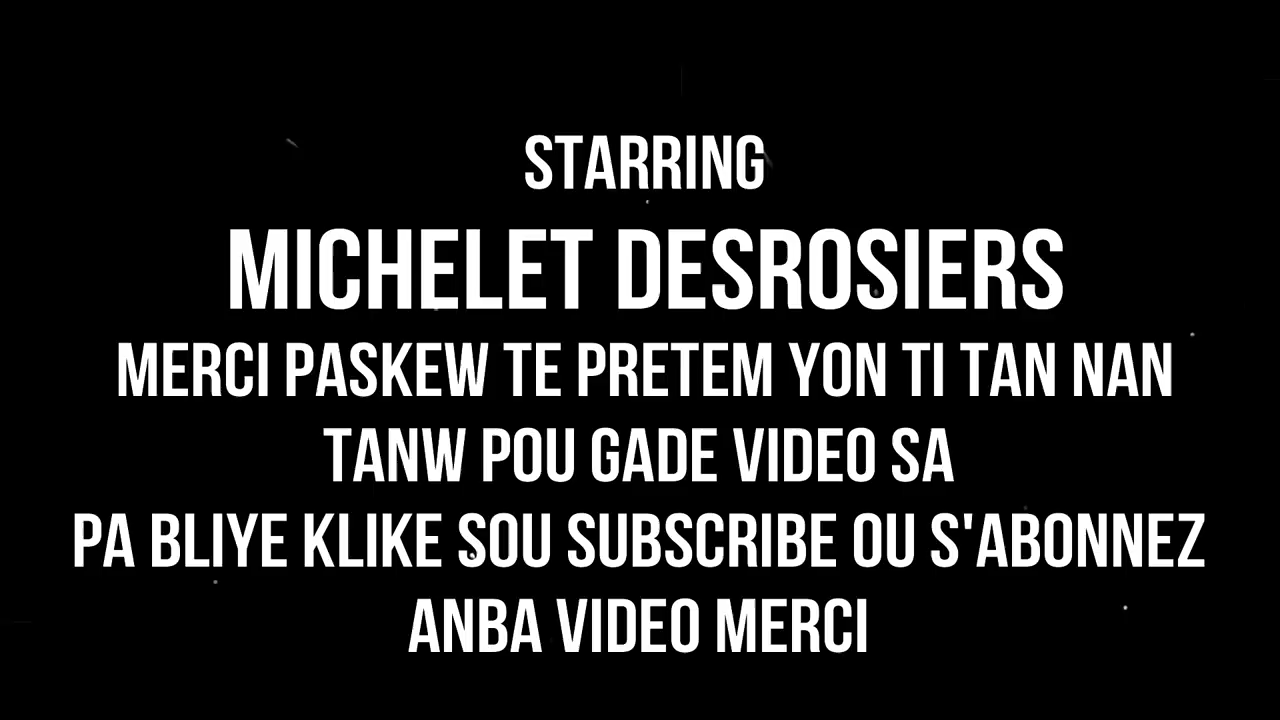 STARRING
MICHELET DESROSIERS
MERCI PASKEW TE PRETEM YON TI TAN NAN
TANW POU GADE VIDEO SA
PA BLIYE KLIKE SOU SUBSCRIBE OU S'ABONNEZ
ANBA VIDEO MERCI